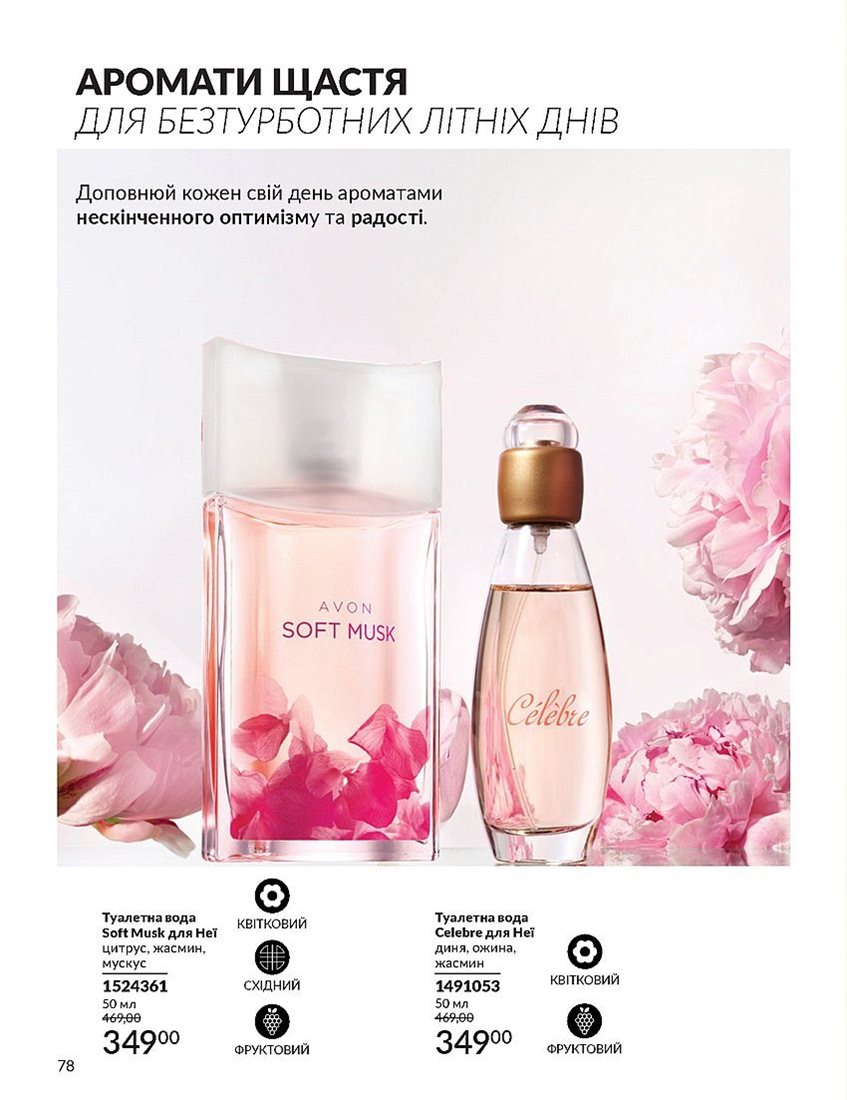 АРОМАТИ ЩАСТЯ
ДЛЯ БЕЗТУРБОТНИХ ЛІТНІХ ДНІВ
Доповнюй кожен свій день ароматами
нескінченного оптимізму та радості.
AVON
SOFT MUSK
Célèbre
Туалетна вода
Soft Musk для Неї
цитрус, жасмин,
мускус
1524361
50 мл
469,00
34900
КВІТКОВИЙ
СХІДНИЙ
ФРУКТОВИЙ
Туалетна вода
Celebre для Неї
диня, ожина,
жасмин
1491053
50 мл
469,00
34900
КВІТКОВИЙ
ФРУКТОВИЙ
78